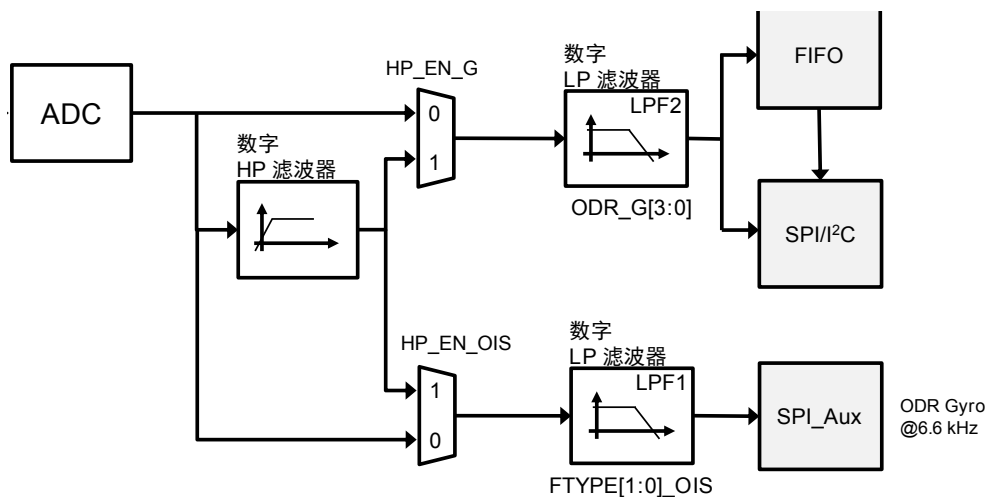 ADC
HP_EN_G
0
1
数字
HP 滤波器
数字
LP 滤波器
LPF2
ODR_G[3:0]
FIFO
SPI/I²C
HP_EN_OIS
1
0
数字
LP 滤波器
LPF1
FTYPE[1:0]_OIS
SPI_Aux
ODR Gyro
@6.6 kHz